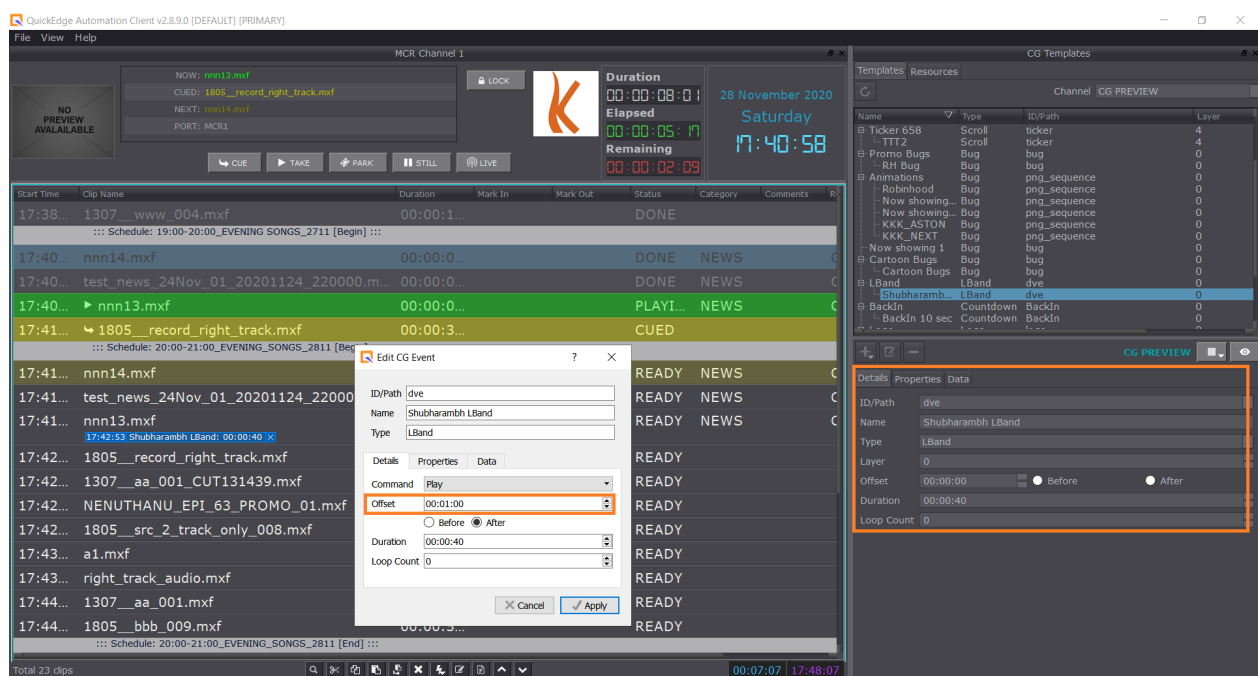 QuickEdge Automation Client v2.8.9.0 [DEFAULT] [PRIMARY]
File View Help
MCR Channel 1
NO PREVIEW AVALAILABLE
NOW: nnn13.mxf
CUED: 1805__record_right_track.mxf
NEXT: nnn14.mxf
PORT: MCR1
LOCK
CUE TAKE PARK STILL LIVE
Duration
00:00:08:01
Elapsed
00:00:05:17
Remaining
00:00:02:09
28 November 2020
Saturday
17:40:58
Start Time Clip Name Duration Mark In Mark Out Status Category Comments
17:38... 1307__www_004.mxf 00:00:1... DONE
::: Schedule: 19:00-20:00_EVENING SONGS_2711 [Begin] :::
17:40... nnn14.mxf 00:00:0... DONE NEWS
17:40... test_news_24Nov_01_20201124_220000.m... 00:00:0... DONE NEWS
17:40... nnn13.mxf 00:00:0... PLAYI... NEWS
17:41... 1805__record_right_track.mxf 00:00:3... CUED
::: Schedule: 20:00-21:00_EVENING_SONGS_2811 [Beg
17:41... nnn14.mxf READY NEWS
17:41... test_news_24Nov_01_20201124_22000 READY NEWS
17:41... nnn13.mxf READY NEWS
17:42:53 Shubharambh LBand: 00:00:40 ×
17:42... 1805__record_right_track.mxf READY
17:42... 1307__aa_001_CUT131439.mxf READY
17:42... NENUTHANU_EPI_63_PROMO_01.mxf READY
17:42... 1805__src_2_track_only_008.mxf READY
17:43... a1.mxf READY
17:43... right_track_audio.mxf READY
17:44... 1307__aa_001.mxf READY
17:44... 1805__bbb_009.mxf READY
::: Schedule: 20:00-21:00_EVENING_SONGS_2811 [End] :::
Total 23 clips
00:07:07 17:48:07
Edit CG Event ? ×
ID/Path dve
Name Shubharambh LBand
Type LBand
Details Properties Data
Command Play
Offset 00:01:00
Before After
Duration 00:00:40
Loop Count 0
Cancel Apply
CG Templates
Templates Resources
Channel CG PREVIEW
Name Type ID/Path Layer
Ticker 658 Scroll ticker 4
TTT2 Scroll ticker 4
Promo Bugs Bug bug 0
RH Bug Bug bug 0
Animations Bug png_sequence 0
Robinhood Bug png_sequence 0
Now showing... Bug png_sequence 0
Now showing... Bug png_sequence 0
KKK_ASTON Bug png_sequence 0
KKK_NEXT Bug png_sequence 0
Now showing 1 Bug bug 0
Cartoon Bugs Bug bug 0
Cartoon Bugs Bug bug 0
LBand LBand dve 0
Shubharamb... LBand dve 0
BackIn Countdown BackIn 0
BackIn 10 sec Countdown BackIn 0
CG PREVIEW
Details Properties Data
ID/Path dve
Name Shubharambh LBand
Type LBand
Layer 0
Offset 00:00:00 Before After
Duration 00:00:40
Loop Count 0